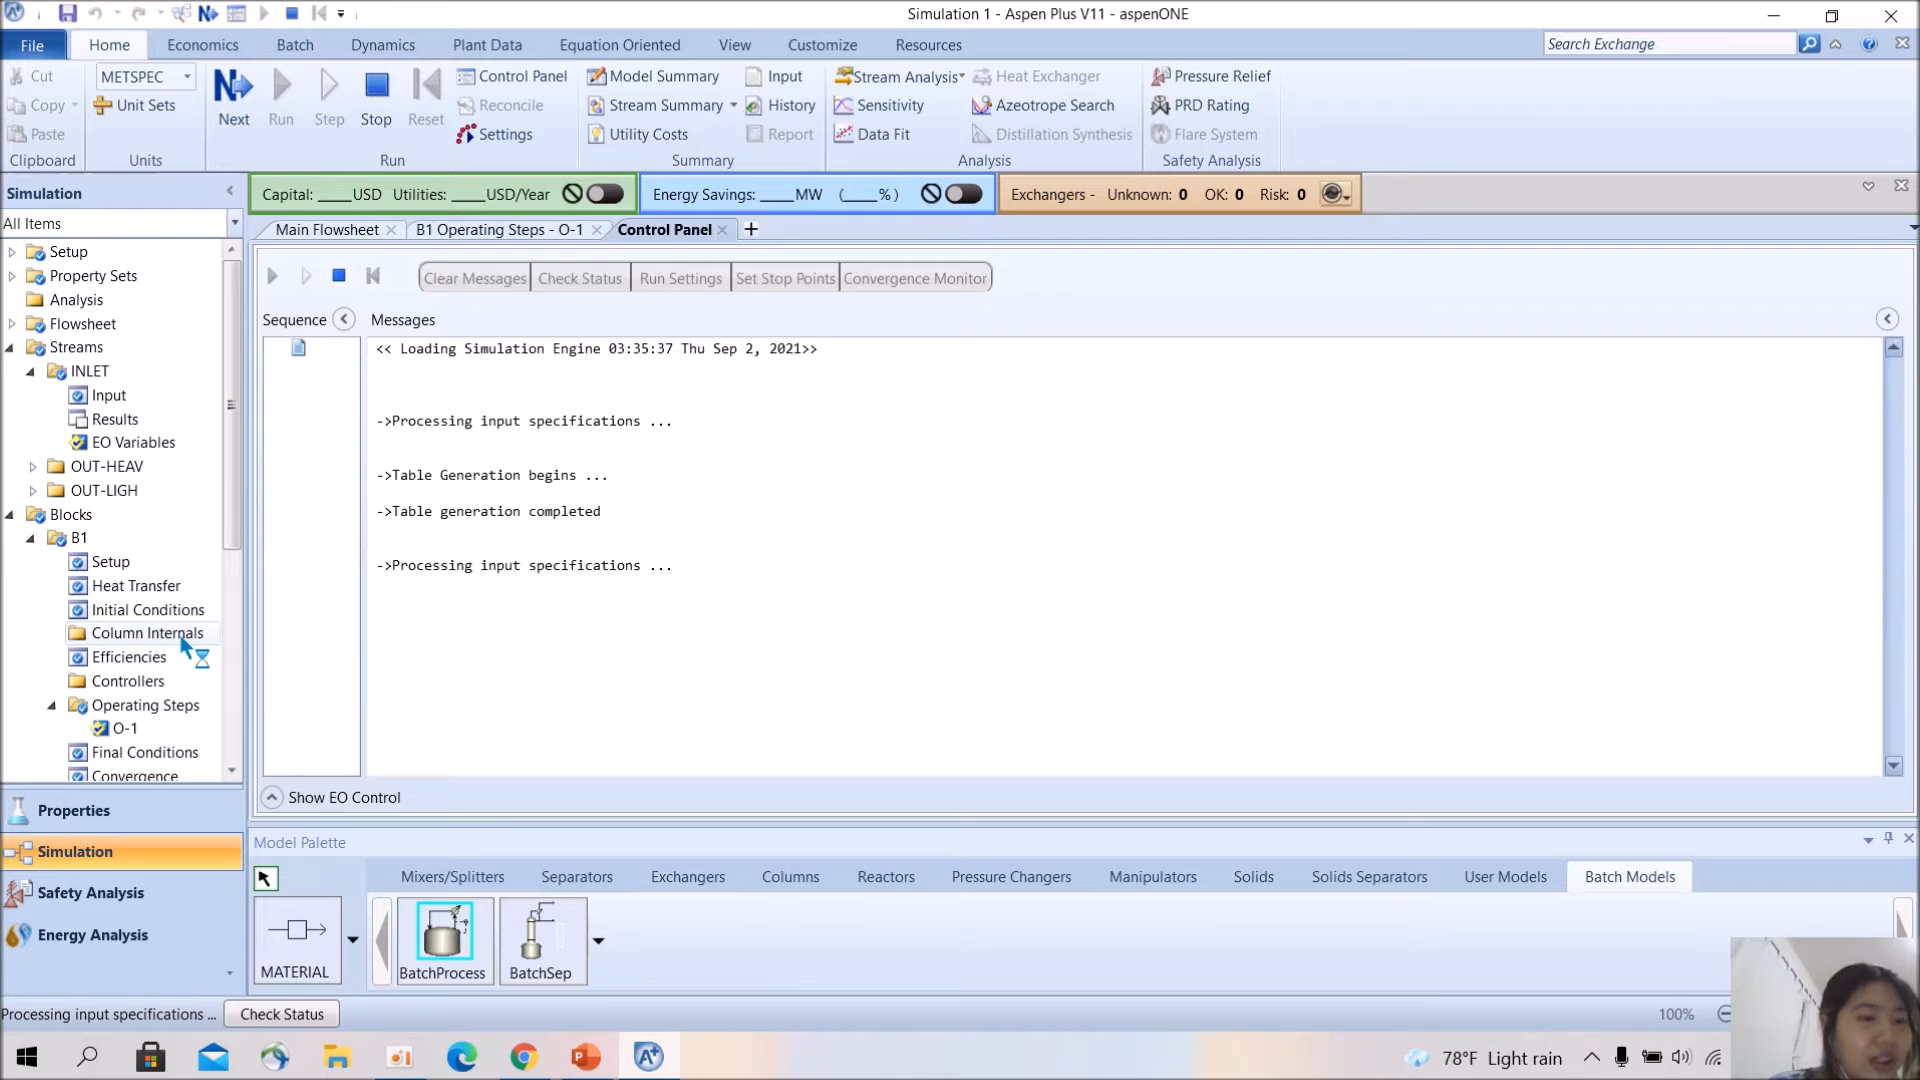 Simulation 1 - Aspen Plus V11 - aspenONE
File Home Economics Batch Dynamics Plant Data Equation Oriented View Customize Resources Search Exchange
Cut METSPEC Control Panel Model Summary Input Stream Analysis Heat Exchanger Pressure Relief
Copy Unit Sets Reconcile Stream Summary History Sensitivity Azeotrope Search PRD Rating
Next Run Step Stop Reset
Paste Settings Utility Costs Report Data Fit Distillation Synthesis Flare System
Clipboard Units Run Summary Analysis Safety Analysis
Simulation Capital: ____USD Utilities: ____USD/Year Energy Savings: ____MW (____%) Exchangers - Unknown: 0 OK: 0 Risk: 0
All Items Main Flowsheet B1 Operating Steps - O-1 Control Panel +
Setup
Property Sets Clear Messages Check Status Run Settings Set Stop Points Convergence Monitor
Analysis
Flowsheet Sequence Messages
Streams << Loading Simulation Engine 03:35:37 Thu Sep 2, 2021>>
INLET
Input
Results ->Processing input specifications ...
EO Variables
OUT-HEAV ->Table Generation begins ...
OUT-LIGH
Blocks ->Table generation completed
B1
Setup ->Processing input specifications ...
Heat Transfer
Initial Conditions
Column Internals
Efficiencies
Controllers
Operating Steps
O-1
Final Conditions
Convergence
Show EO Control
Properties
Simulation
Safety Analysis
Energy Analysis
Model Palette
Mixers/Splitters Separators Exchangers Columns Reactors Pressure Changers Manipulators Solids Solids Separators User Models Batch Models
MATERIAL BatchProcess BatchSep
Processing input specifications ... Check Status 100%
78°F Light rain